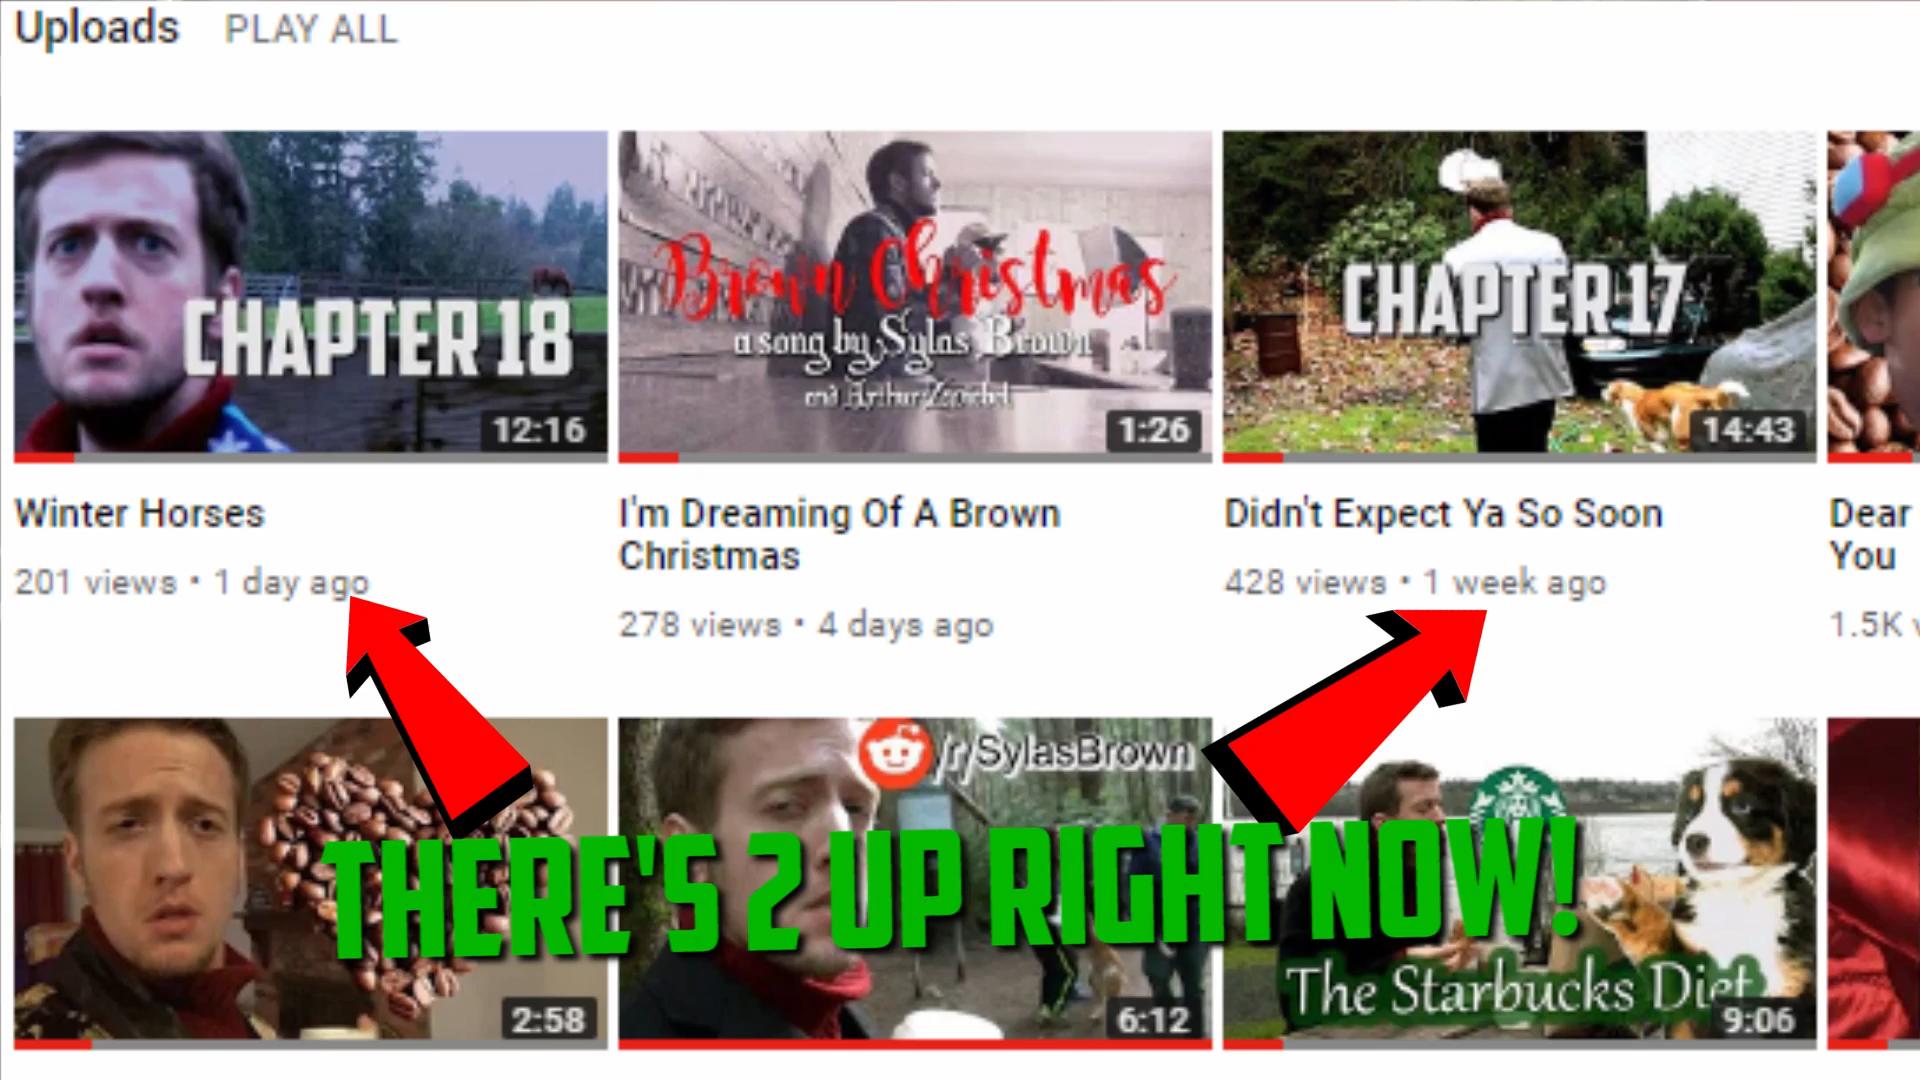 Uploads PLAY ALL
CHAPTER 18
12:16
Brown Christmas
a song by Sylas Brown
1:26
CHAPTER 17
14:43
Winter Horses
201 views • 1 day ago
I'm Dreaming Of A Brown
Christmas
278 views • 4 days ago
Didn't Expect Ya So Soon
428 views • 1 week ago
Dear
You
1.5K
/r/SylasBrown
THERE'S 2 UP RIGHT NOW!
The Starbucks Diet
2:58
6:12
9:06